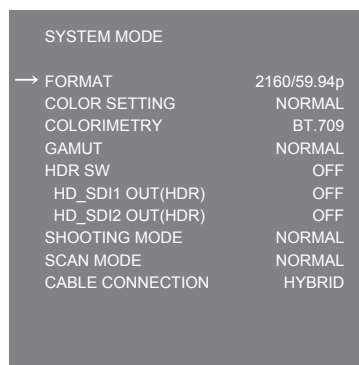 SYSTEM MODE
→ FORMAT 2160/59.94p
COLOR SETTING NORMAL
COLORIMETRY BT.709
GAMUT NORMAL
HDR SW OFF
HD_SDI1 OUT(HDR) OFF
HD_SDI2 OUT(HDR) OFF
SHOOTING MODE NORMAL
SCAN MODE NORMAL
CABLE CONNECTION HYBRID